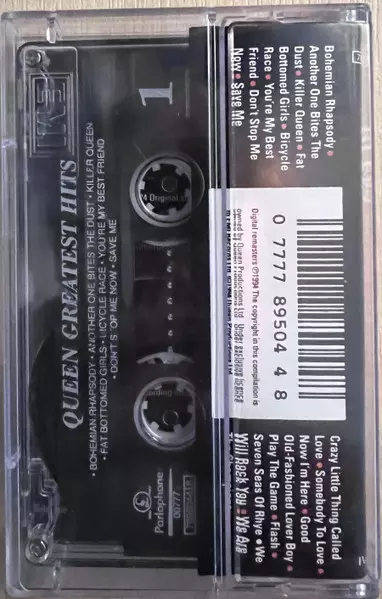 QUEEN GREATEST HITS
• BOHEMIAN RHAPSODY • ANOTHER ONE BITES THE DUST • KILLER QUEEN
• FAT BOTTOMED GIRLS • BICYCLE RACE • YOU'RE MY BEST FRIEND
• DON'T STOP ME NOW • SAVE ME
1
Parlophone
00777
Bohemian Rhapsody •
Another One Bites The
Dust • Killer Queen • Fat
Bottomed Girls • Bicycle
Race • You're My Best
Friend • Don't Stop Me
Now • Save Me
Digital remasters ℗1994 The copyright in this compilation is
owned by Queen Productions Ltd. Under exclusive licence
0 7777 89504 4 8
Crazy Little Thing Called
Love • Somebody To Love •
Now I'm Here • Good
Old-Fashioned Lover Boy •
Play The Game • Flash •
Seven Seas Of Rhye • We
Will Rock You • We Are